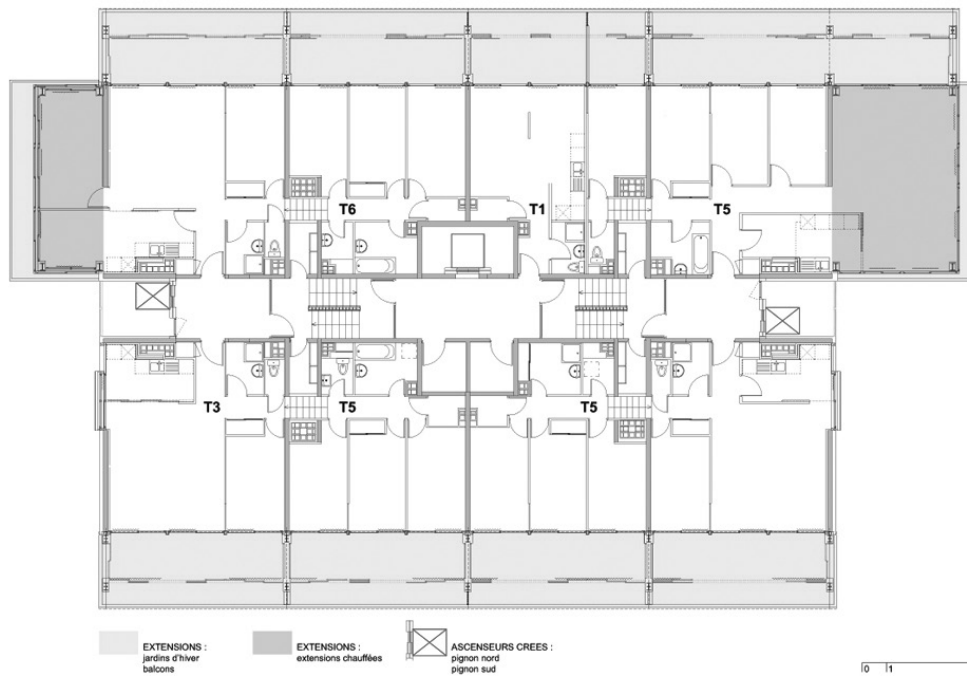 T6
T1
T5
T3
T5
T5
EXTENSIONS :
jardins d'hiver
balcons
EXTENSIONS :
extensions chauffées
ASCENSEURS CREES :
pignon nord
pignon sud
0 1